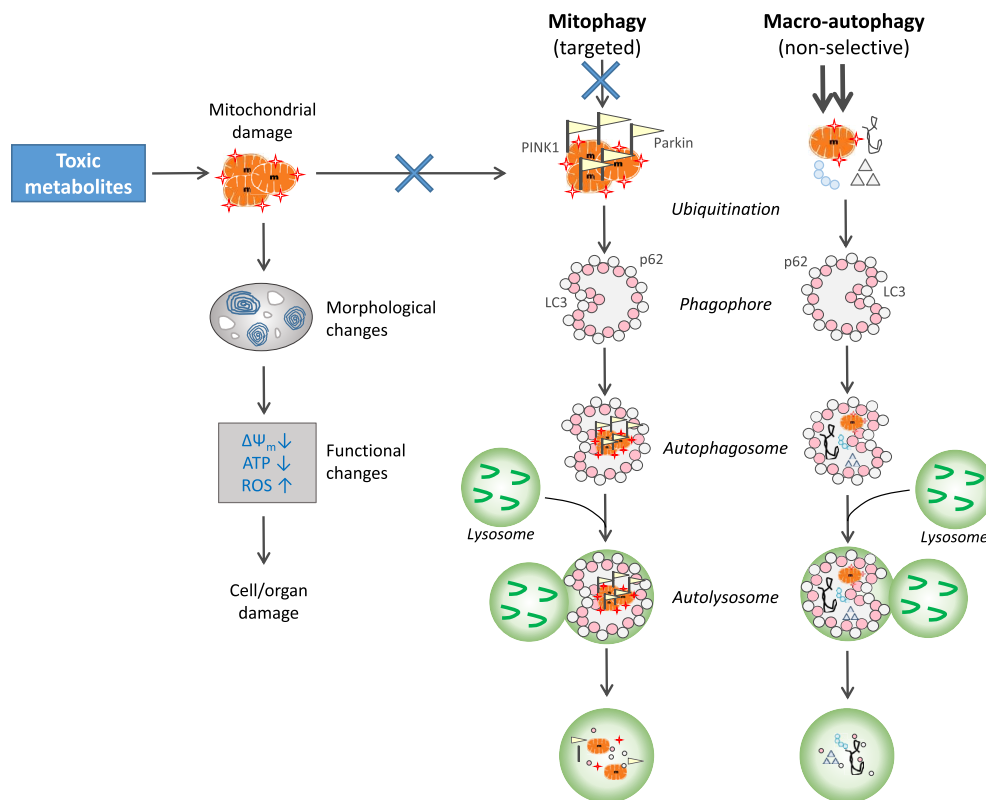 Mitophagy
(targeted)
Macro-autophagy
(non-selective)
Mitochondrial
damage
Toxic
metabolites
m
m
m
PINK1
Parkin
m
m
m
m
Ubiquitination
p62
LC3
Phagophore
p62
LC3
Morphological
changes
ΔΨm↓
ATP ↓
ROS ↑
Functional
changes
Autophagosome
m
Lysosome
Lysosome
Cell/organ
damage
Autolysosome
m
m
m